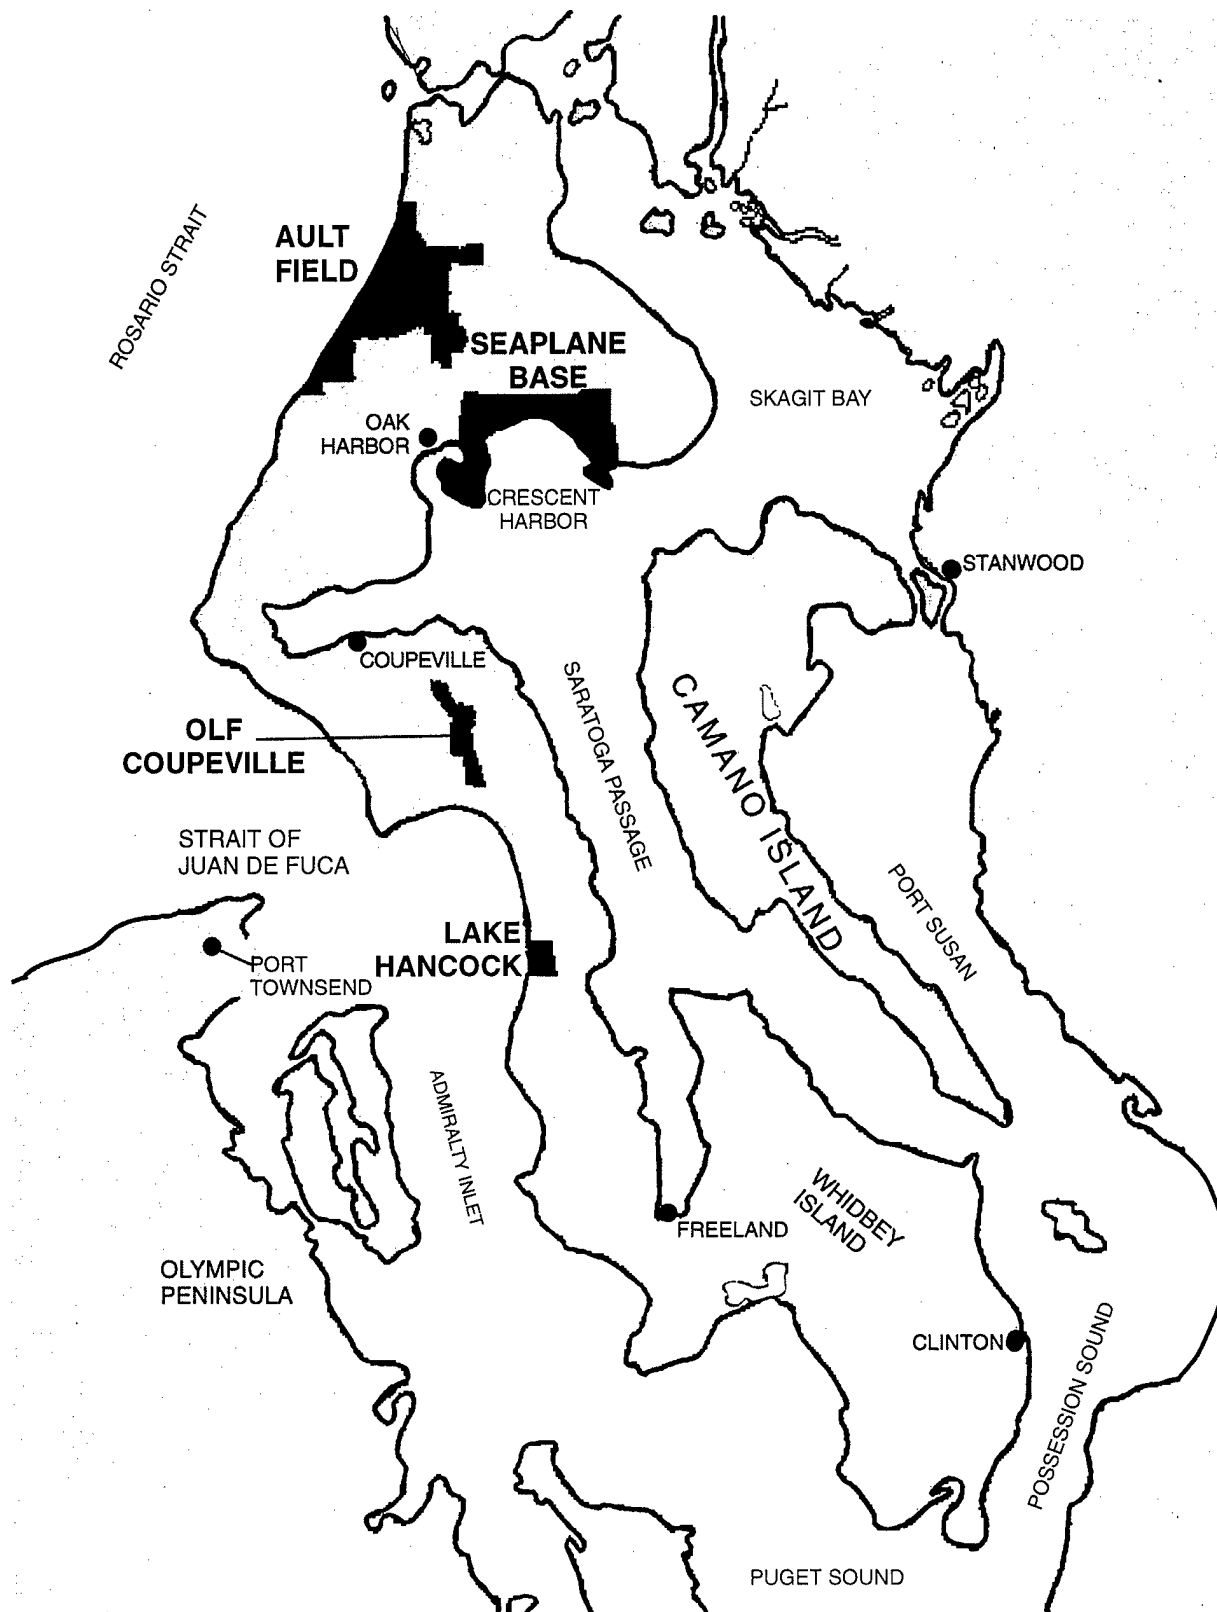 ROSARIO STRAIT
AULT
FIELD
SEAPLANE
BASE
SKAGIT BAY
OAK
HARBOR
CRESCENT
HARBOR
STANWOOD
COUPEVILLE
SARATOGA PASSAGE
CAMANO ISLAND
OLF
COUPEVILLE
STRAIT OF
JUAN DE FUCA
PORT SUSAN
LAKE
HANCOCK
PORT
TOWNSEND
ADMIRALTY INLET
WHIDBEY
ISLAND
FREELAND
OLYMPIC
PENINSULA
CLINTON
POSSESSION SOUND
PUGET SOUND